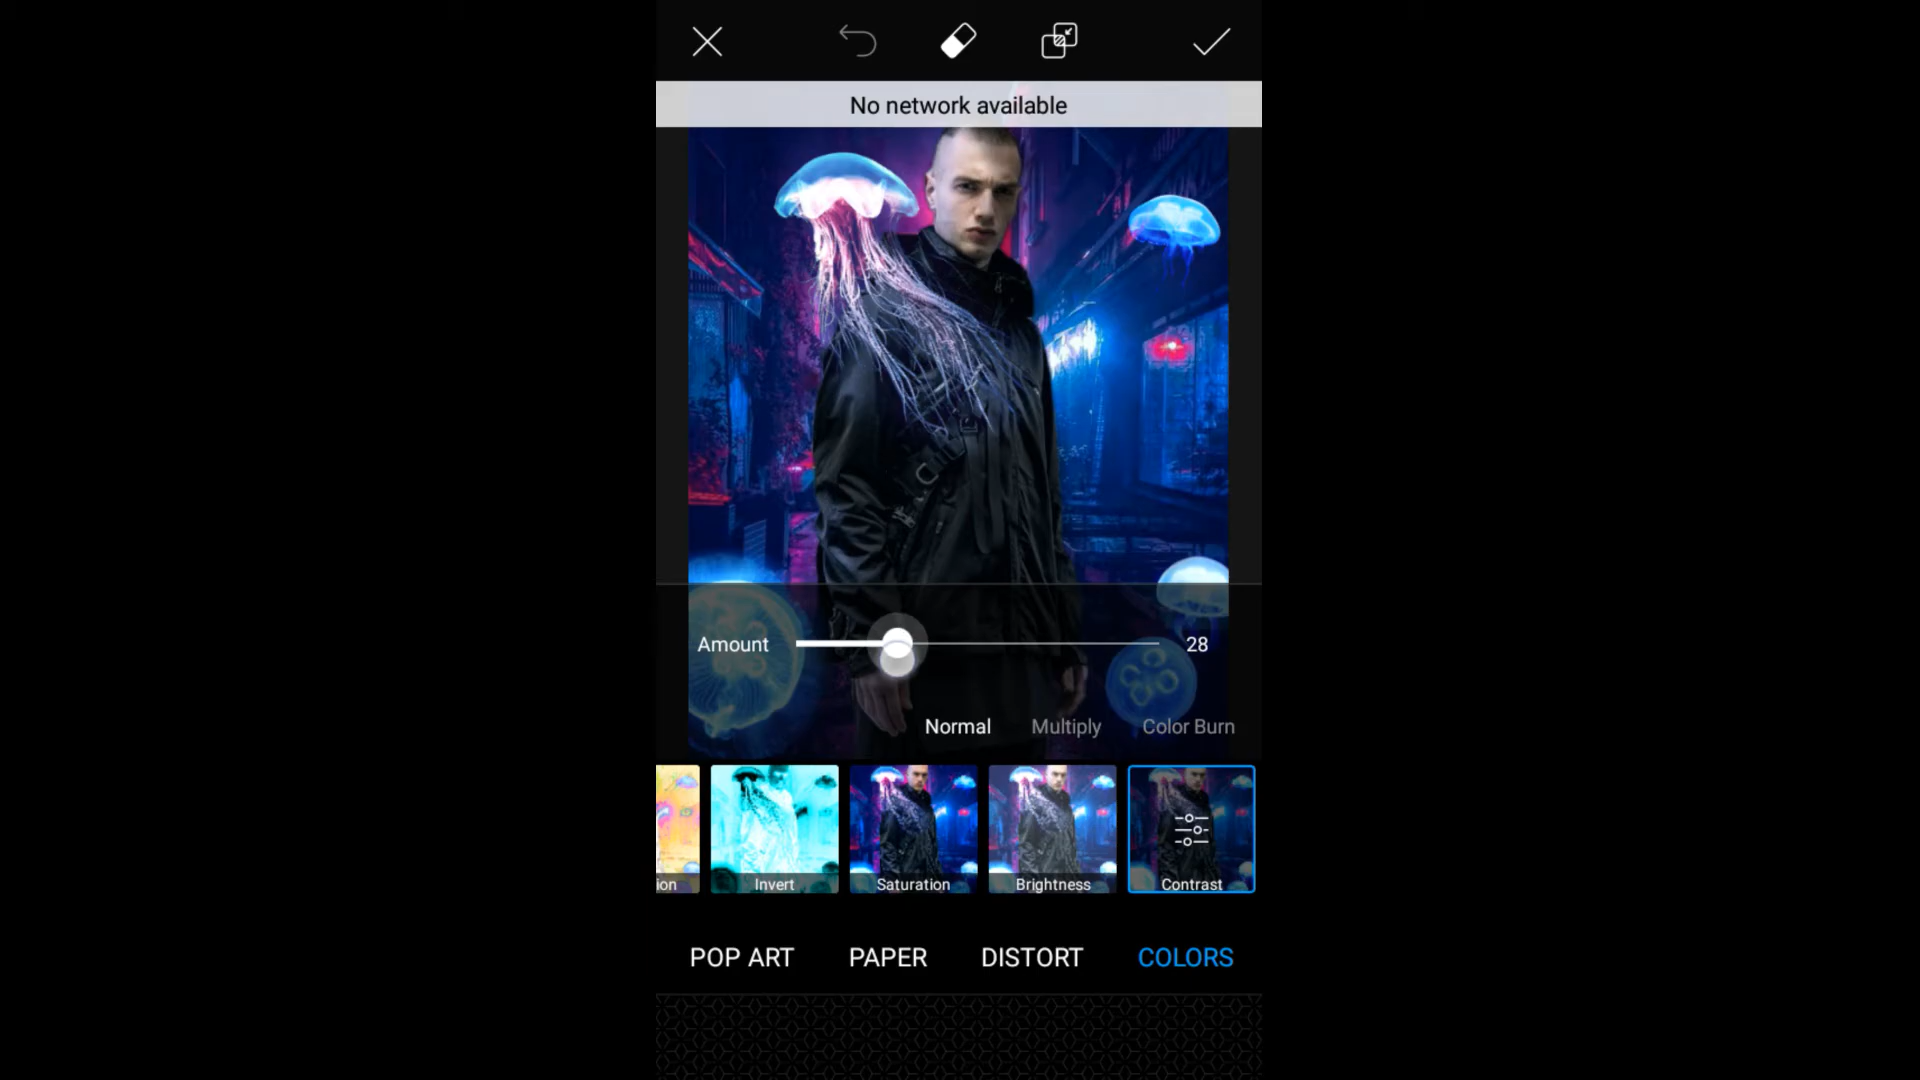 No network available
Amount 28
Normal Multiply Color Burn
ion Invert Saturation Brightness Contrast
POP ART PAPER DISTORT COLORS